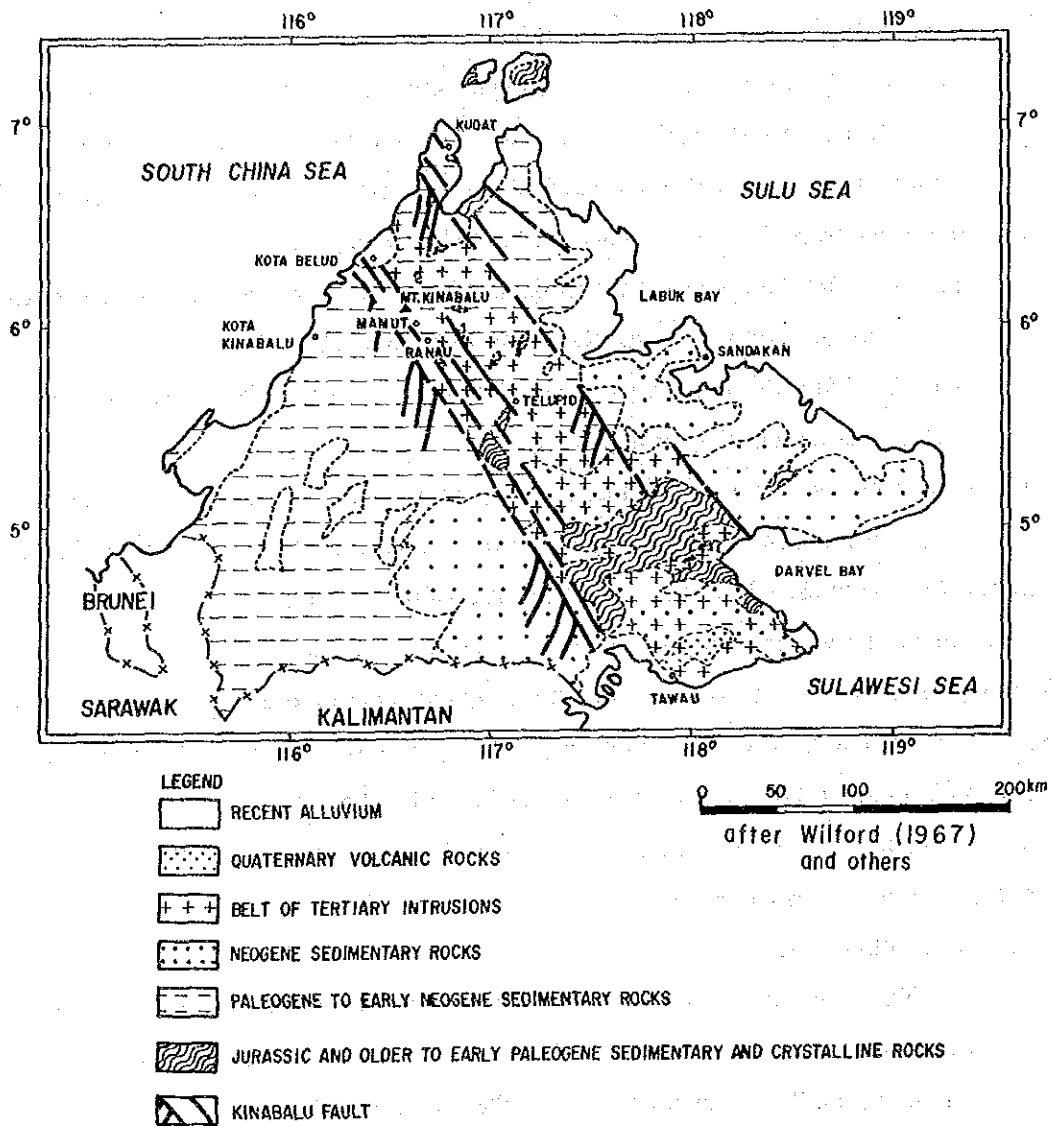 116° 117° 118° 119°
7° 7°
KUDAT
SOUTH CHINA SEA
SULU SEA
KOTA BELUD
LABUK BAY
MT. KINABALU
6° 6°
MAMUT
KOTA
KINABALU
RANAU
SANDAKAN
TELUPID
5° 5°
DARVEL BAY
BRUNEI
SULAWESI SEA
TAWAU
SARAWAK
KALIMANTAN
116° 117° 118° 119°
LEGEND
RECENT ALLUVIUM
QUATERNARY VOLCANIC ROCKS
BELT OF TERTIARY INTRUSIONS
NEOGENE SEDIMENTARY ROCKS
PALEOGENE TO EARLY NEOGENE SEDIMENTARY ROCKS
JURASSIC AND OLDER TO EARLY PALEOGENE SEDIMENTARY AND CRYSTALLINE ROCKS
KINABALU FAULT
0 50 100 200km
after Wilford (1967)
and others